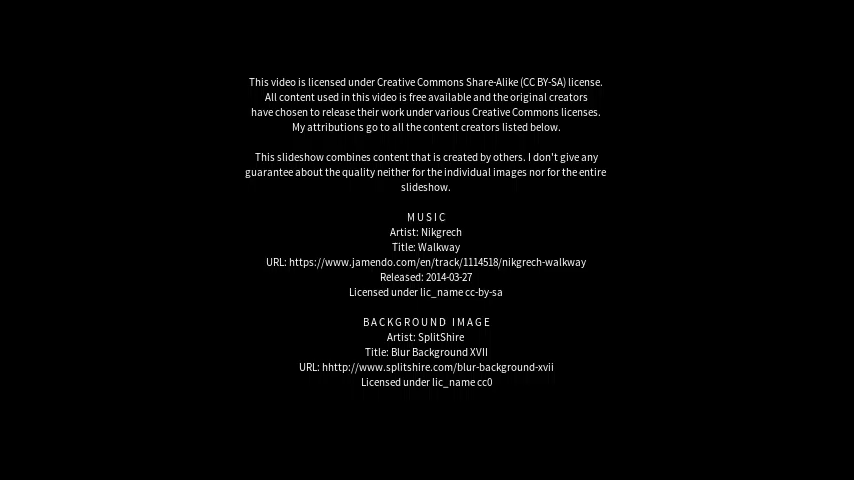 This video is licensed under Creative Commons Share-Alike (CC BY-SA) license.
All content used in this video is free available and the original creators
have chosen to release their work under various Creative Commons licenses.
My attributions go to all the content creators listed below.
This slideshow combines content that is created by others. I don't give any
guarantee about the quality neither for the individual images nor for the entire
slideshow.
MUSIC
Artist: Nikgrech
Title: Walkway
URL: https://www.jamendo.com/en/track/1114518/nikgrech-walkway
Released: 2014-03-27
Licensed under lic_name cc-by-sa
BACKGROUND IMAGE
Artist: SplitShire
Title: Blur Background XVII
URL: hhttp://www.splitshire.com/blur-background-xvii
Licensed under lic_name cc0